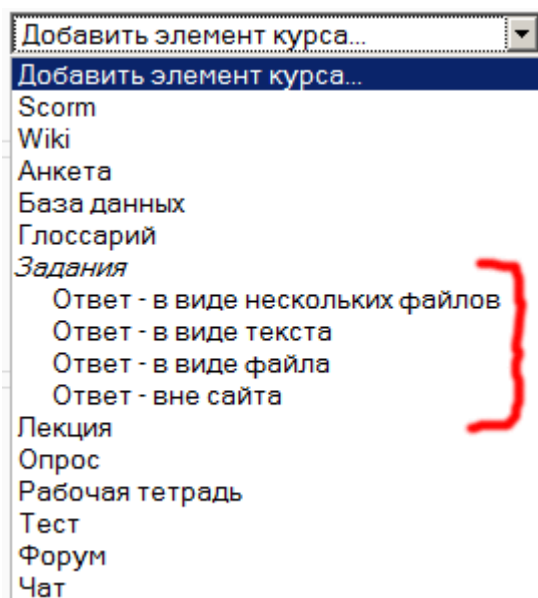 Добавить элемент курса...
Добавить элемент курса...
Scorm
Wiki
Анкета
База данных
Глоссарий
Задания
Ответ - в виде нескольких файлов
Ответ - в виде текста
Ответ - в виде файла
Ответ - вне сайта
Лекция
Опрос
Рабочая тетрадь
Тест
Форум
Чат